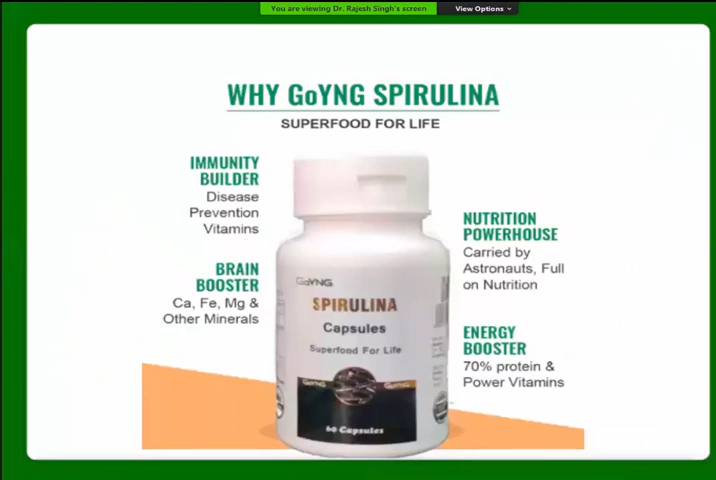 You are viewing Dr. Rajesh Singh's screen
View Options
WHY GoYNG SPIRULINA
SUPERFOOD FOR LIFE
IMMUNITY
BUILDER
Disease
Prevention
Vitamins
BRAIN
BOOSTER
Ca, Fe, Mg &
Other Minerals
NUTRITION
POWERHOUSE
Carried by
Astronauts, Full
on Nutrition
ENERGY
BOOSTER
70% protein &
Power Vitamins
GoYNG
SPIRULINA
Capsules
Superfood For Life
GoYNG
GoYNG
60 Capsules